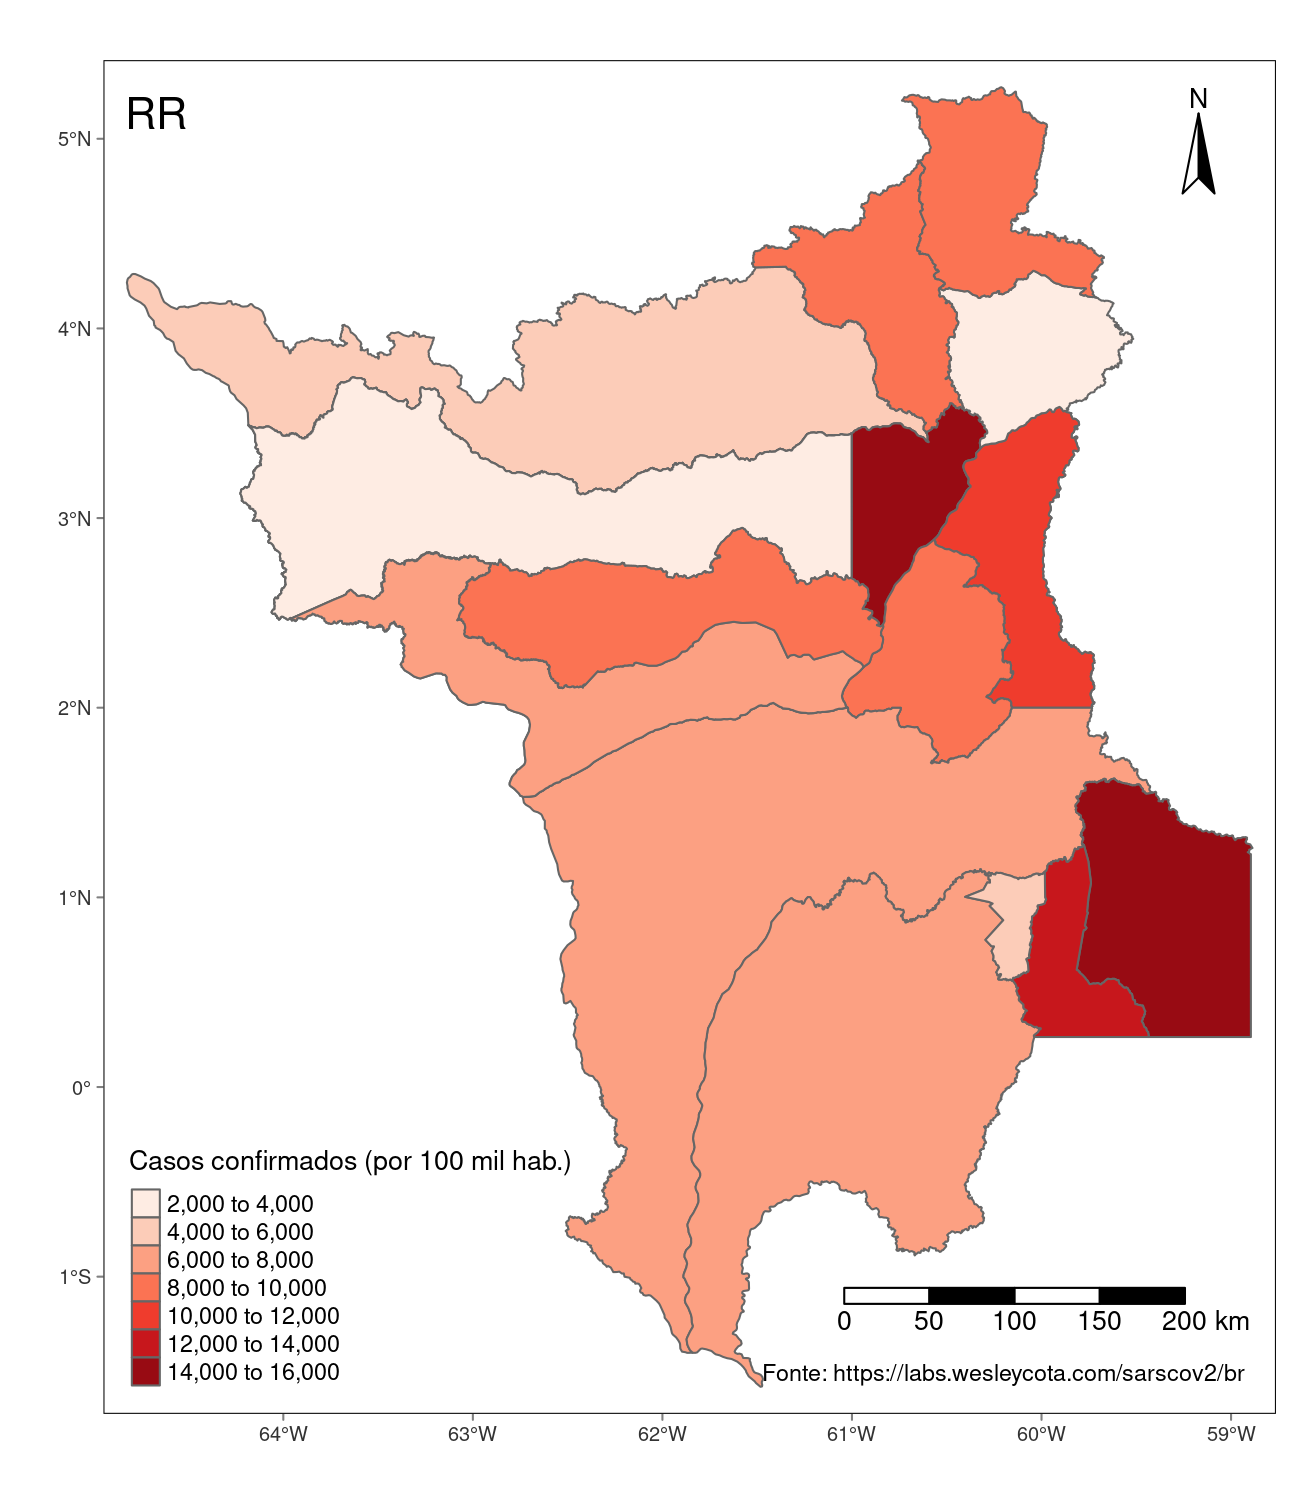 RR
N
5°N
4°N
3°N
2°N
1°N
0°
1°S
Casos confirmados (por 100 mil hab.)
2,000 to 4,000
4,000 to 6,000
6,000 to 8,000
8,000 to 10,000
10,000 to 12,000
12,000 to 14,000
14,000 to 16,000
0 50 100 150 200 km
Fonte: https://labs.wesleycota.com/sarscov2/br
64°W 63°W 62°W 61°W 60°W 59°W